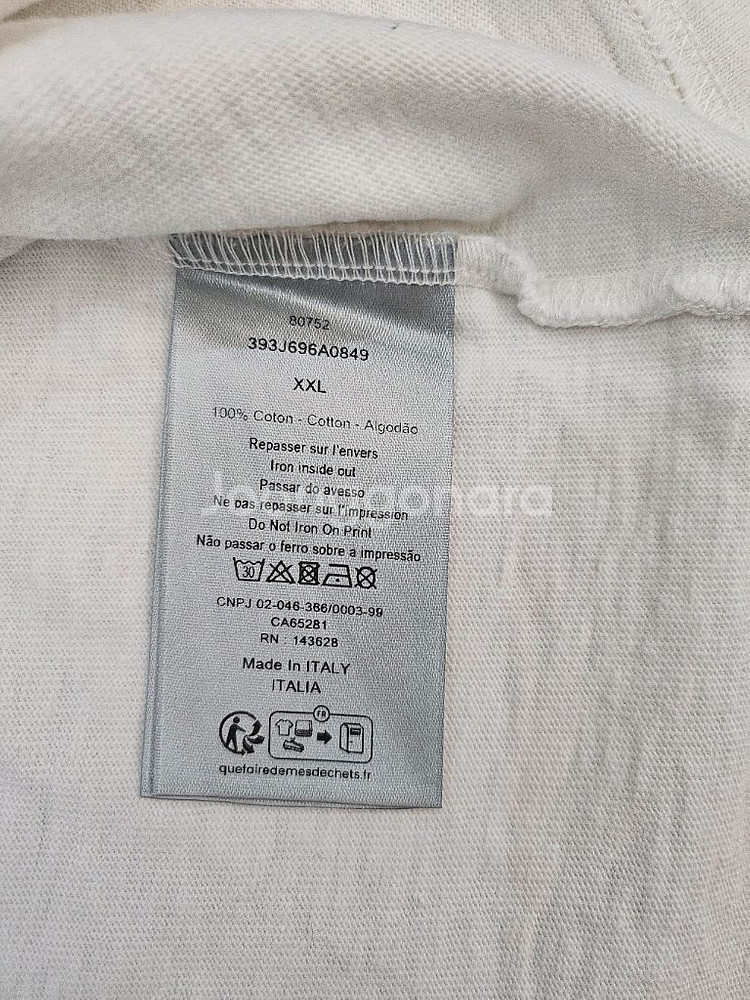 80752
393J696A0849
XXL
100% Coton - Cotton - Algodão
Repasser sur l'envers
Iron inside out
Passar do avesso
Ne pas repasser sur l'impression
Do Not Iron On Print
Não passar o ferro sobre a impressão
30
CNPJ 02-046-366/0003-99
CA65281
RN : 143628
Made In ITALY
ITALIA
FR
quefairedemesdechets.fr